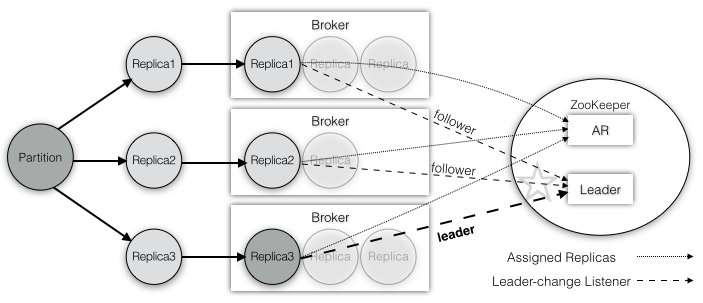 Partition
Replica1
Replica2
Replica3
Broker
Replica1 Replica Replica
Broker
Replica2 Replica
Broker
Replica3 Replica Replica
follower
follower
leader
ZooKeeper
AR
Leader
Assigned Replicas
Leader-change Listener